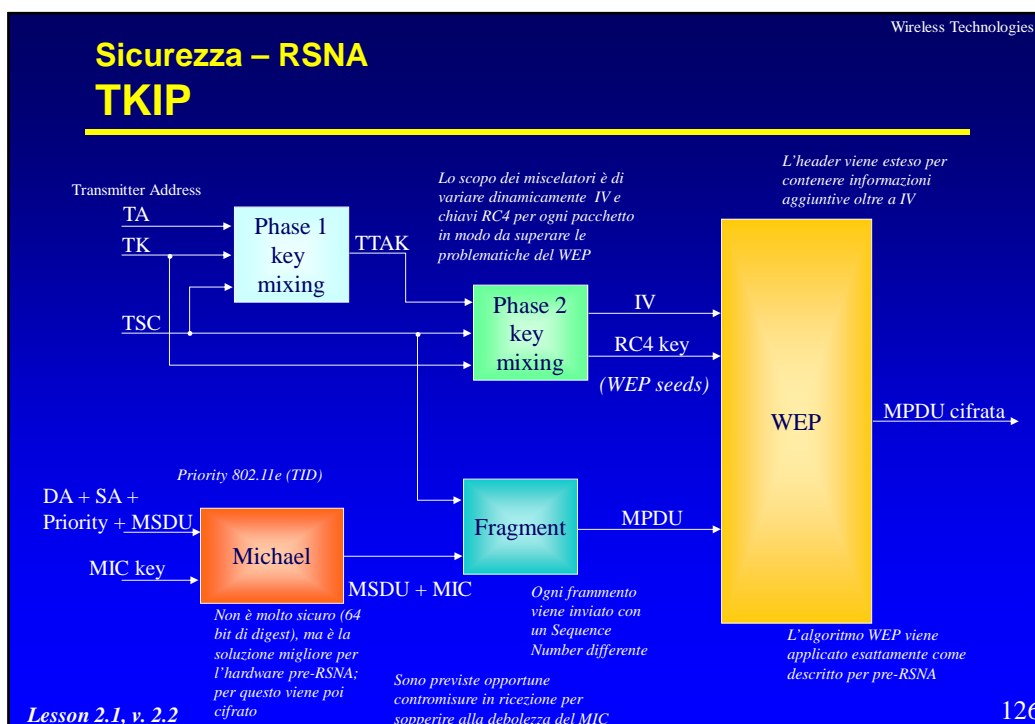 Wireless Technologies
Sicurezza – RSNA
TKIP
Transmitter Address
TA
TK
TSC
Phase 1
key
mixing
TTAK
Lo scopo dei miscelatori è di
variare dinamicamente IV e
chiavi RC4 per ogni pacchetto
in modo da superare le
problematiche del WEP
L'header viene esteso per
contenere informazioni
aggiuntive oltre a IV
Phase 2
key
mixing
IV
RC4 key
(WEP seeds)
WEP
MPDU cifrata
Priority 802.11e (TID)
DA + SA +
Priority + MSDU
MIC key
Michael
MSDU + MIC
Fragment
MPDU
Non è molto sicuro (64
bit di digest), ma è la
soluzione migliore per
l'hardware pre-RSNA;
per questo viene poi
cifrato
Ogni frammento
viene inviato con
un Sequence
Number differente
L'algoritmo WEP viene
applicato esattamente come
descritto per pre-RSNA
Sono previste opportune
contromisure in ricezione per
sopperire alla debolezza del MIC
Lesson 2.1, v. 2.2
126